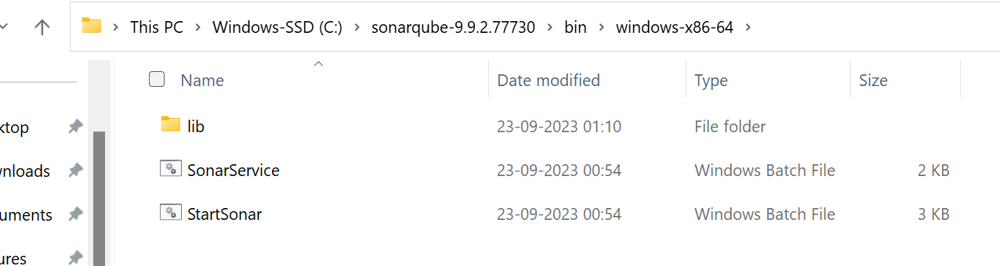 This PC > Windows-SSD (C:) > sonarqube-9.9.2.77730 > bin > windows-x86-64 >
Name Date modified Type Size
ktop lib 23-09-2023 01:10 File folder
wnloads SonarService 23-09-2023 00:54 Windows Batch File 2 KB
uments StartSonar 23-09-2023 00:54 Windows Batch File 3 KB
ures